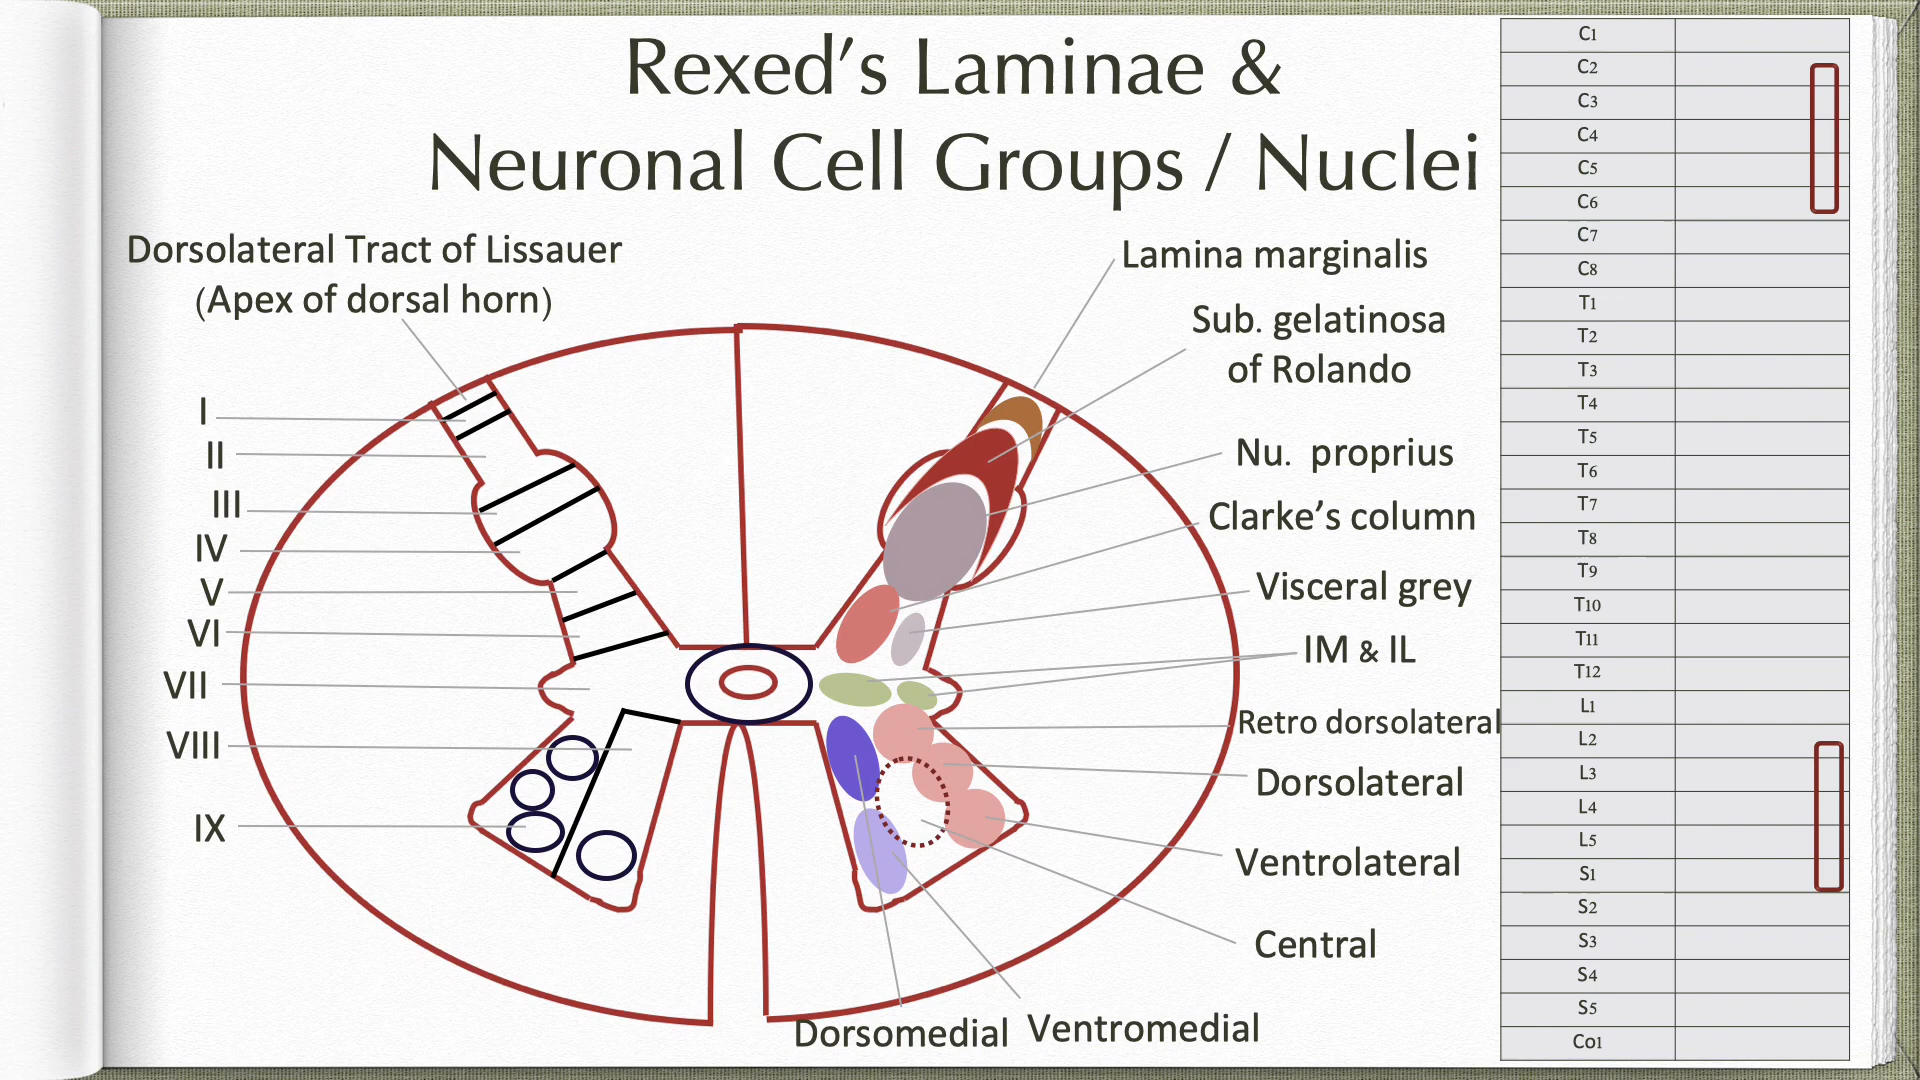 Rexed's Laminae &
Neuronal Cell Groups / Nuclei
Dorsolateral Tract of Lissauer
(Apex of dorsal horn)
I
II
III
IV
V
VI
VII
VIII
IX
Lamina marginalis
Sub. gelatinosa
of Rolando
Nu. proprius
Clarke's column
Visceral grey
IM & IL
Retro dorsolateral
Dorsolateral
Ventrolateral
Central
Dorsomedial
Ventromedial
C1
C2
C3
C4
C5
C6
C7
C8
T1
T2
T3
T4
T5
T6
T7
T8
T9
T10
T11
T12
L1
L2
L3
L4
L5
S1
S2
S3
S4
S5
Co1